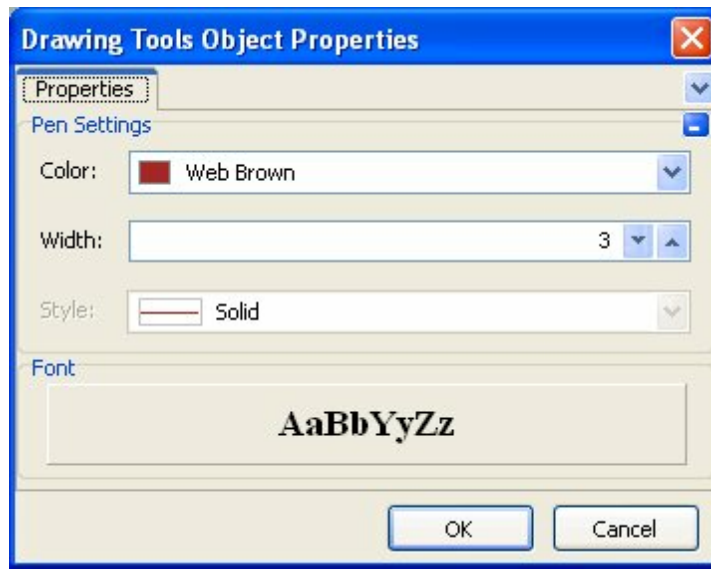 Drawing Tools Object Properties
Properties
Pen Settings
Color: Web Brown
Width: 3
Style: Solid
Font
AaBbYyZz
OK Cancel